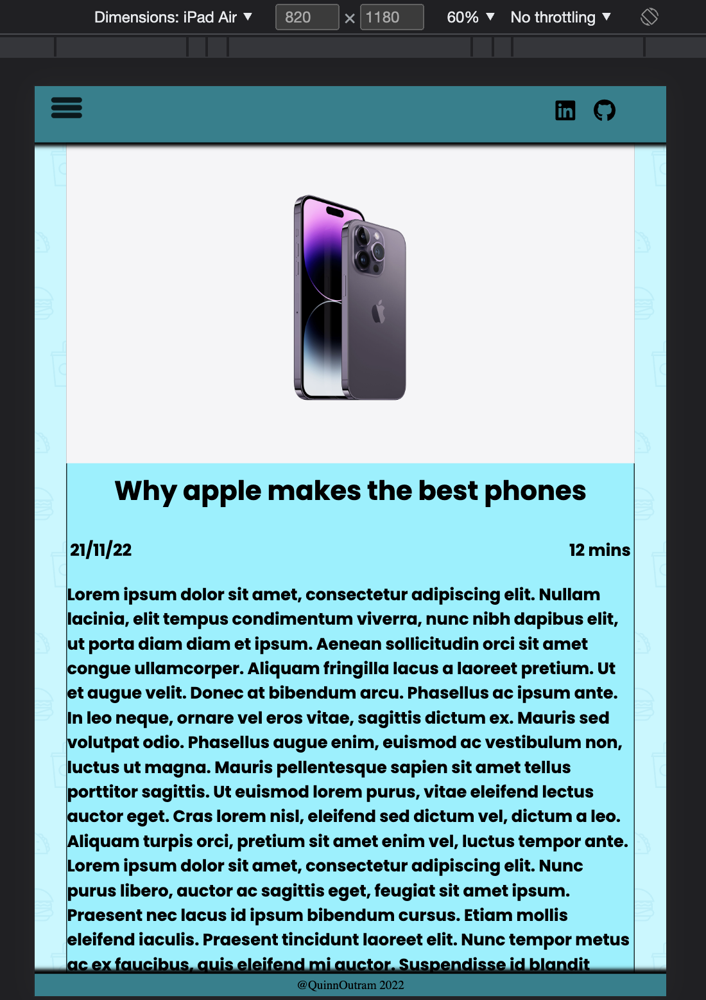 Dimensions: iPad Air ▼ 820 × 1180 60% ▼ No throttling ▼
in
Why apple makes the best phones
21/11/22 12 mins
Lorem ipsum dolor sit amet, consectetur adipiscing elit. Nullam
lacinia, elit tempus condimentum viverra, nunc nibh dapibus elit,
ut porta diam diam et ipsum. Aenean sollicitudin orci sit amet
congue ullamcorper. Aliquam fringilla lacus a laoreet pretium. Ut
et augue velit. Donec at bibendum arcu. Phasellus ac ipsum ante.
In leo neque, ornare vel eros vitae, sagittis dictum ex. Mauris sed
volutpat odio. Phasellus augue enim, euismod ac vestibulum non,
luctus ut magna. Mauris pellentesque sapien sit amet tellus
porttitor sagittis. Ut euismod lorem purus, vitae eleifend lectus
auctor eget. Cras lorem nisl, eleifend sed dictum vel, dictum a leo.
Aliquam turpis orci, pretium sit amet enim vel, luctus tempor ante.
Lorem ipsum dolor sit amet, consectetur adipiscing elit. Nunc
purus libero, auctor ac sagittis eget, feugiat sit amet ipsum.
Praesent nec lacus id ipsum bibendum cursus. Etiam mollis
eleifend iaculis. Praesent tincidunt laoreet elit. Nunc tempor metus
ac ex faucibus, quis eleifend mi auctor. Suspendisse id blandit
@QuinnOutram 2022